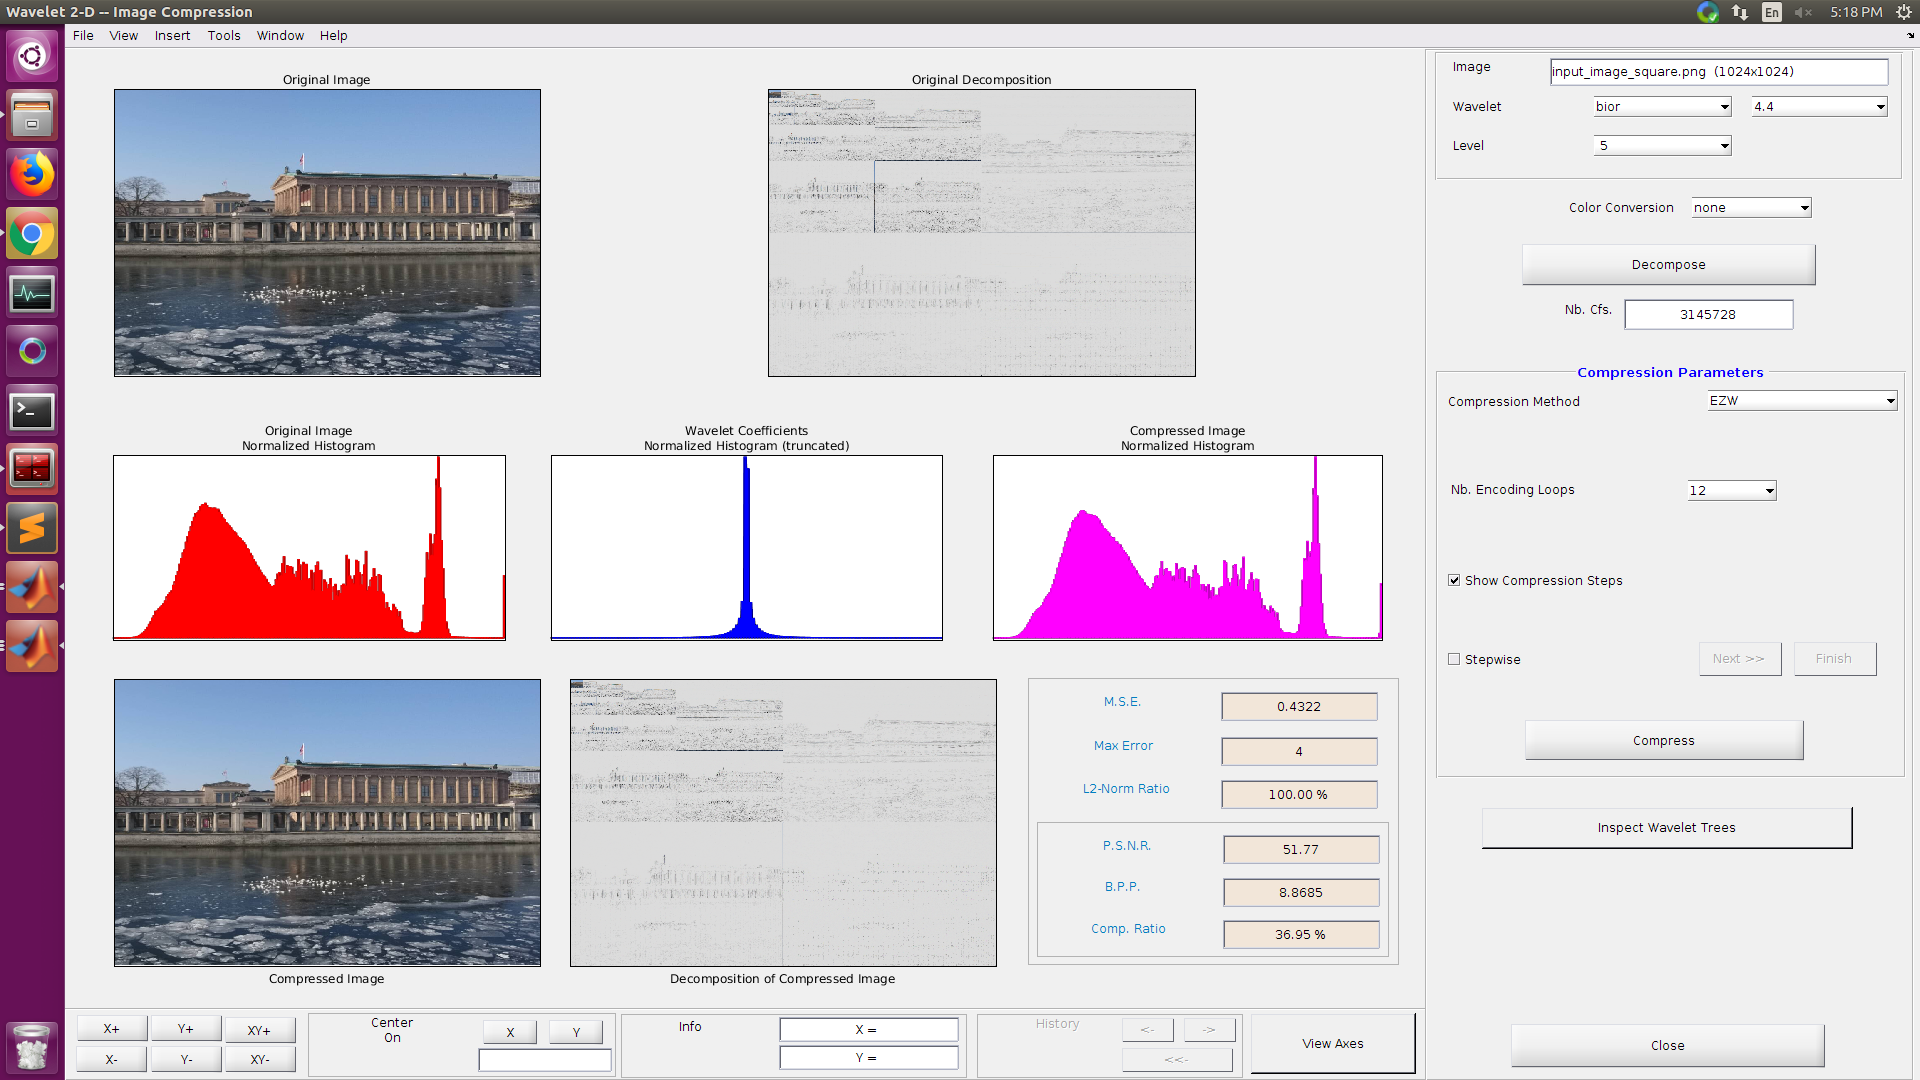 Wavelet 2-D -- Image Compression
En
5:18 PM
File View Insert Tools Window Help
Original Image
Original Decomposition
Image
input_image_square.png (1024x1024)
Wavelet
bior
4.4
Level
5
Color Conversion
none
Decompose
Nb. Cfs.
3145728
Compression Parameters
Compression Method
EZW
Original Image
Normalized Histogram
Wavelet Coefficients
Normalized Histogram (truncated)
Compressed Image
Normalized Histogram
Nb. Encoding Loops
12
Show Compression Steps
Stepwise
Next >>
Finish
Compress
M.S.E.
0.4322
Max Error
4
L2-Norm Ratio
100.00 %
P.S.N.R.
51.77
B.P.P.
8.8685
Comp. Ratio
36.95 %
Inspect Wavelet Trees
Compressed Image
Decomposition of Compressed Image
X+
Y+
XY+
X-
Y-
XY-
Center
On
X
Y
Info
X =
Y =
History
<-
->
<<-
View Axes
Close